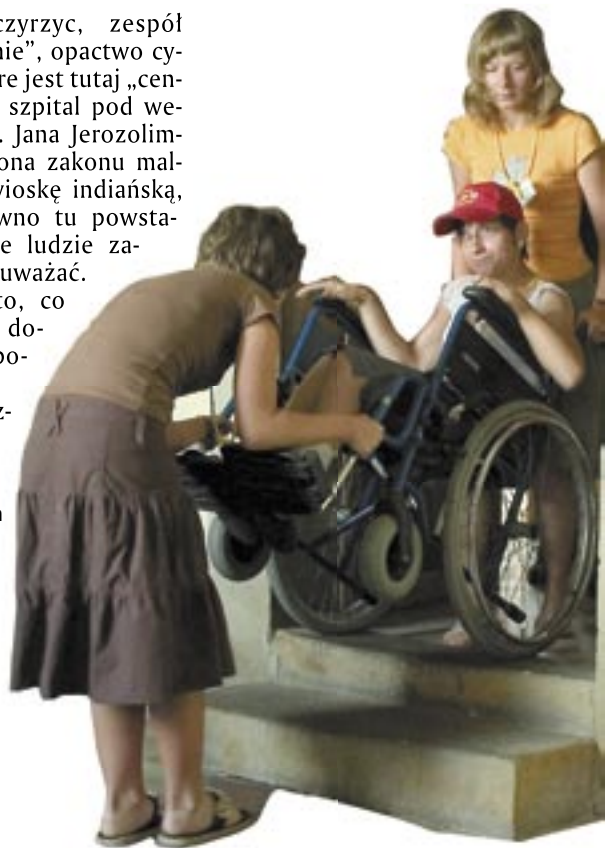 czyrzyc, zespół
nie”, opactwo cy-
re jest tutaj „cen-
szpital pod we-
. Jana Jerozolim-
ona zakonu mal-
wioskę indiańską,
wno tu powsta-
e ludzie za-
uważać.
to, co
do-
po-
z-